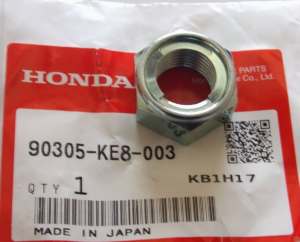 HONDA
PARTS
Co., Ltd.
90305-KE8-003
QTY 1
KB1H17
MADE IN JAPAN